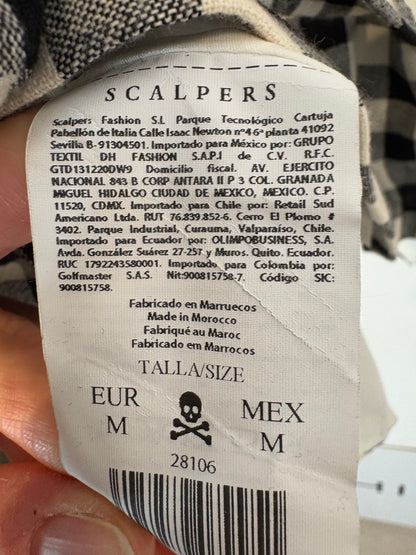 SCALPERS
Scalpers Fashion S.L Parque Tecnológico Cartuja
Pabellón de Italia Calle Isaac Newton nº4 6ª planta 41092
Sevilla B-91304501. Importado para México por: GRUPO
TEXTIL DH FASHION S.A.P.I de C.V. R.F.C.
GTD131220DW9 Domicilio fiscal. AV. EJERCITO
NACIONAL 843 B CORP ANTARA II P 3 COL. GRANADA
MIGUEL HIDALGO CIUDAD DE MEXICO, MEXICO. C.P.
11520, CDMX. Importado para Chile por: Retail Sud
Americano Ltda. RUT 76.839.852-6. Cerro El Plomo #
3402. Parque Industrial, Curauma, Valparaíso, Chile.
Importado para Ecuador por: OLIMPOBUSINESS, S.A.
Avda. González Suárez 27-257 y Muros. Quito. Ecuador.
RUC 1792243580001. Importado para Colombia por:
Golfmaster S.A.S. Nit:900815758-7. Código SIC:
900815758.
Fabricado en Marruecos
Made in Morocco
Fabriqué au Maroc
Fabricado em Marrocos
TALLA/SIZE
EUR MEX
M M
28106